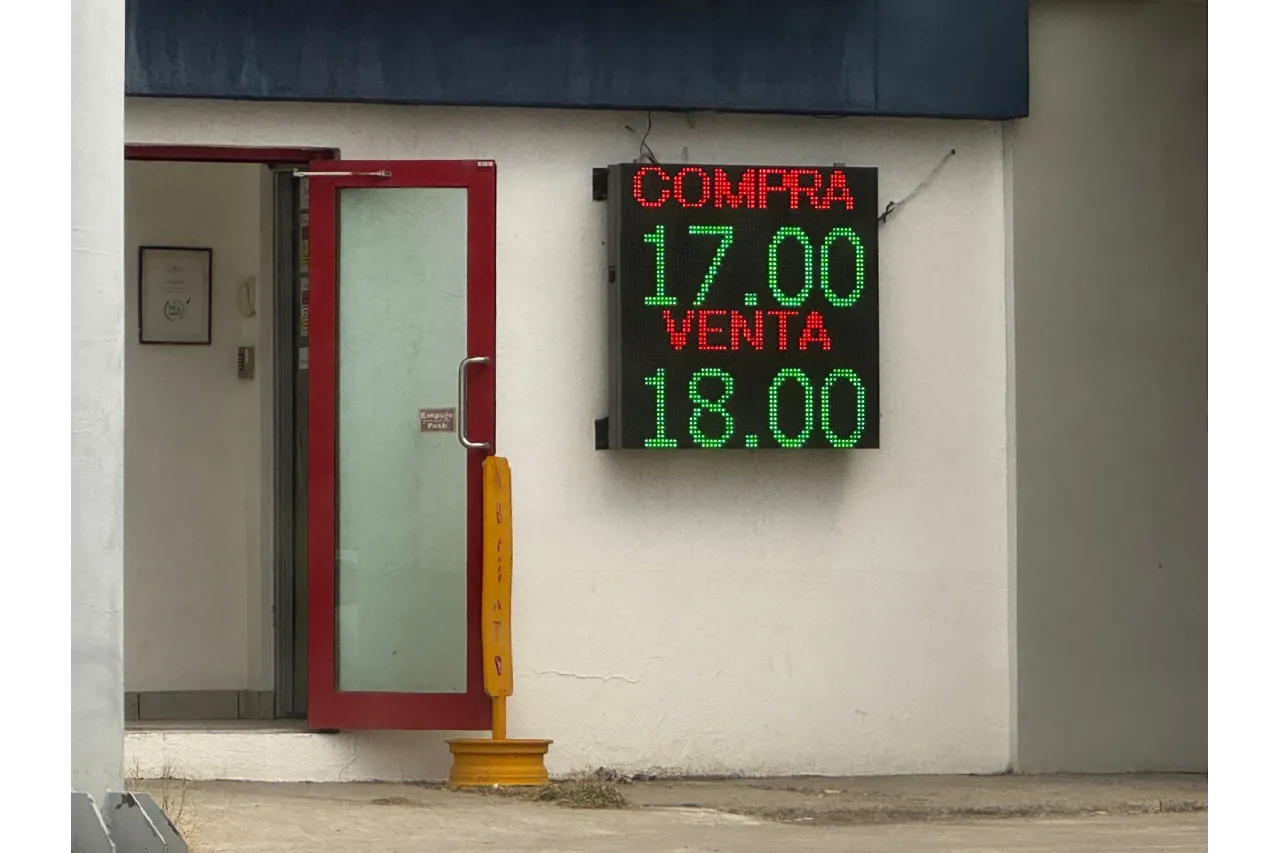 COMPRA
17.00
VENTA
18.00
Empuje
Push